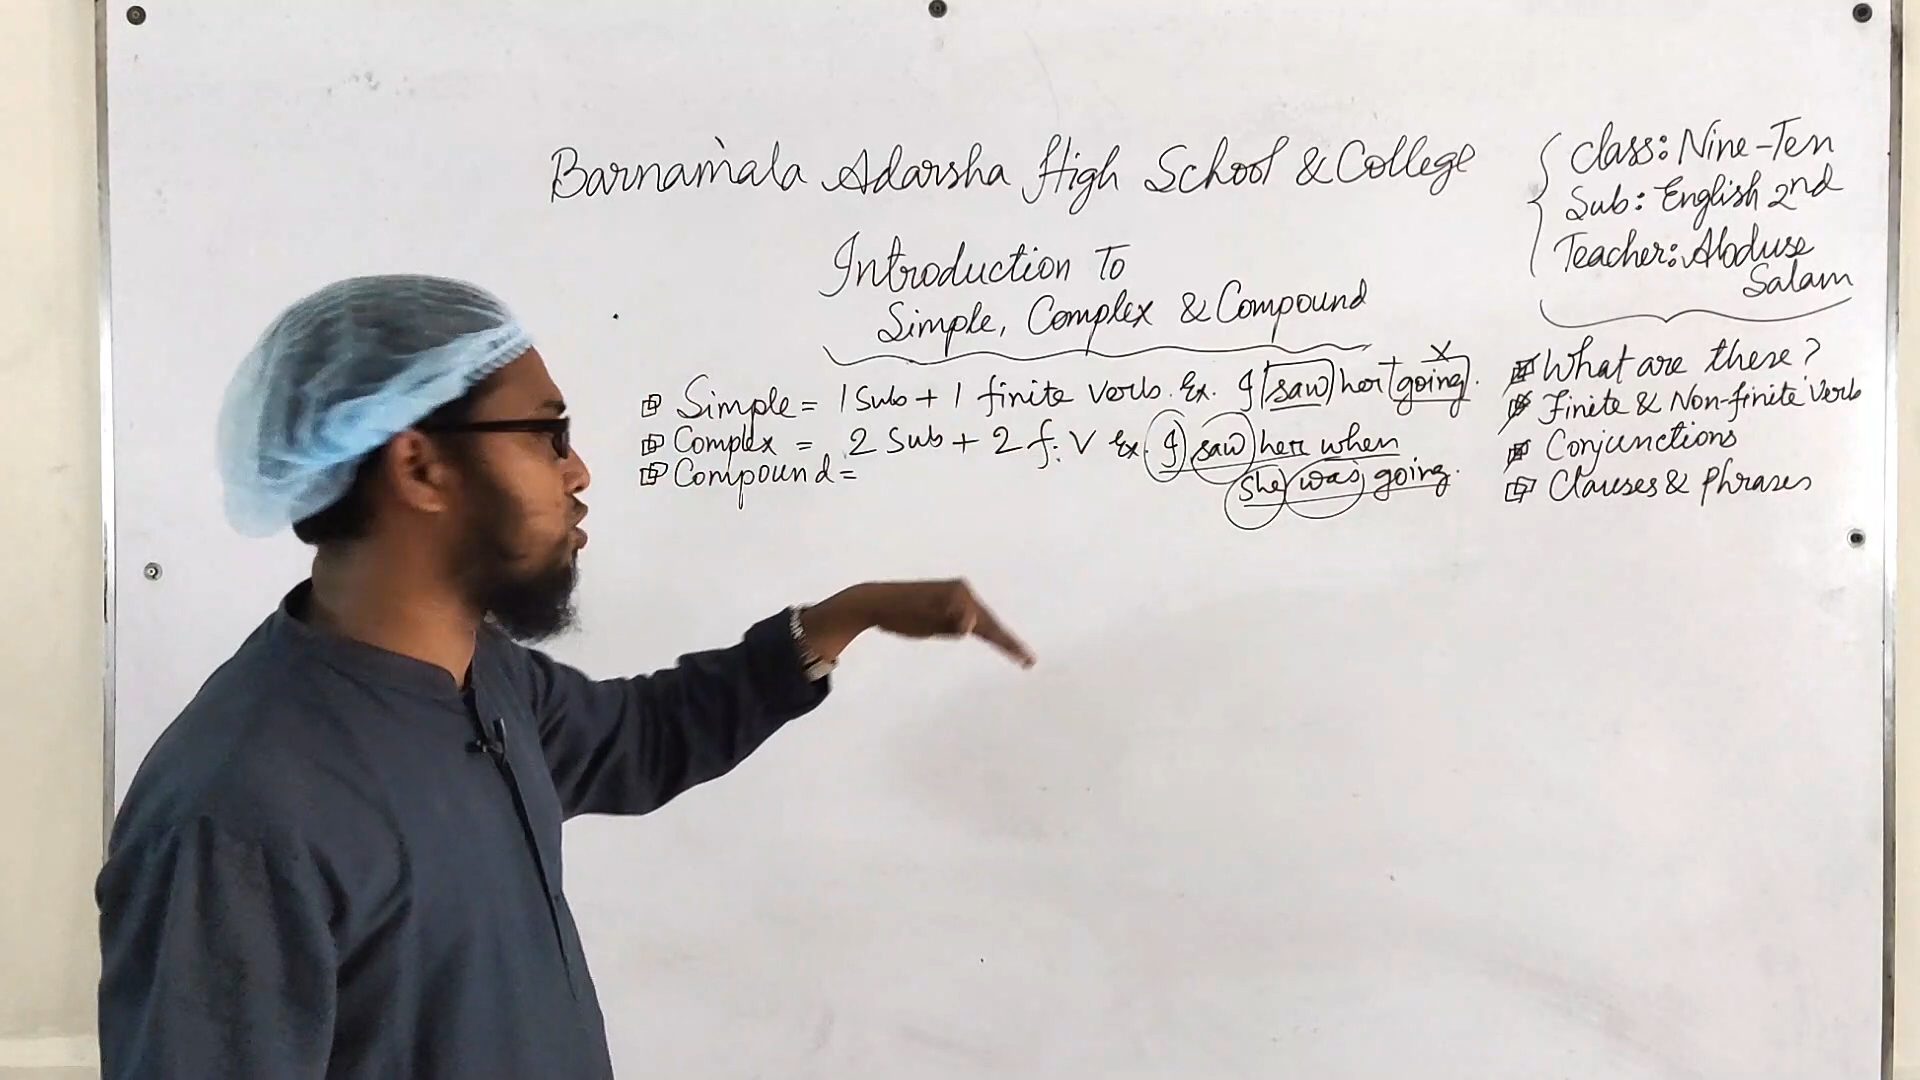 Barnamala Adarsha High School & College
Introduction To
Simple, Complex & Compound
Simple = 1 Sub + 1 finite verb. Ex. I saw her going.
Complex = 2 Sub + 2 f. V Ex. I saw her when
she was going.
Compound =
Class: Nine-Ten
Sub: English 2nd
Teacher: Abduse
Salam
What are these?
Finite & Non-finite verb
Conjunctions
Clauses & Phrases